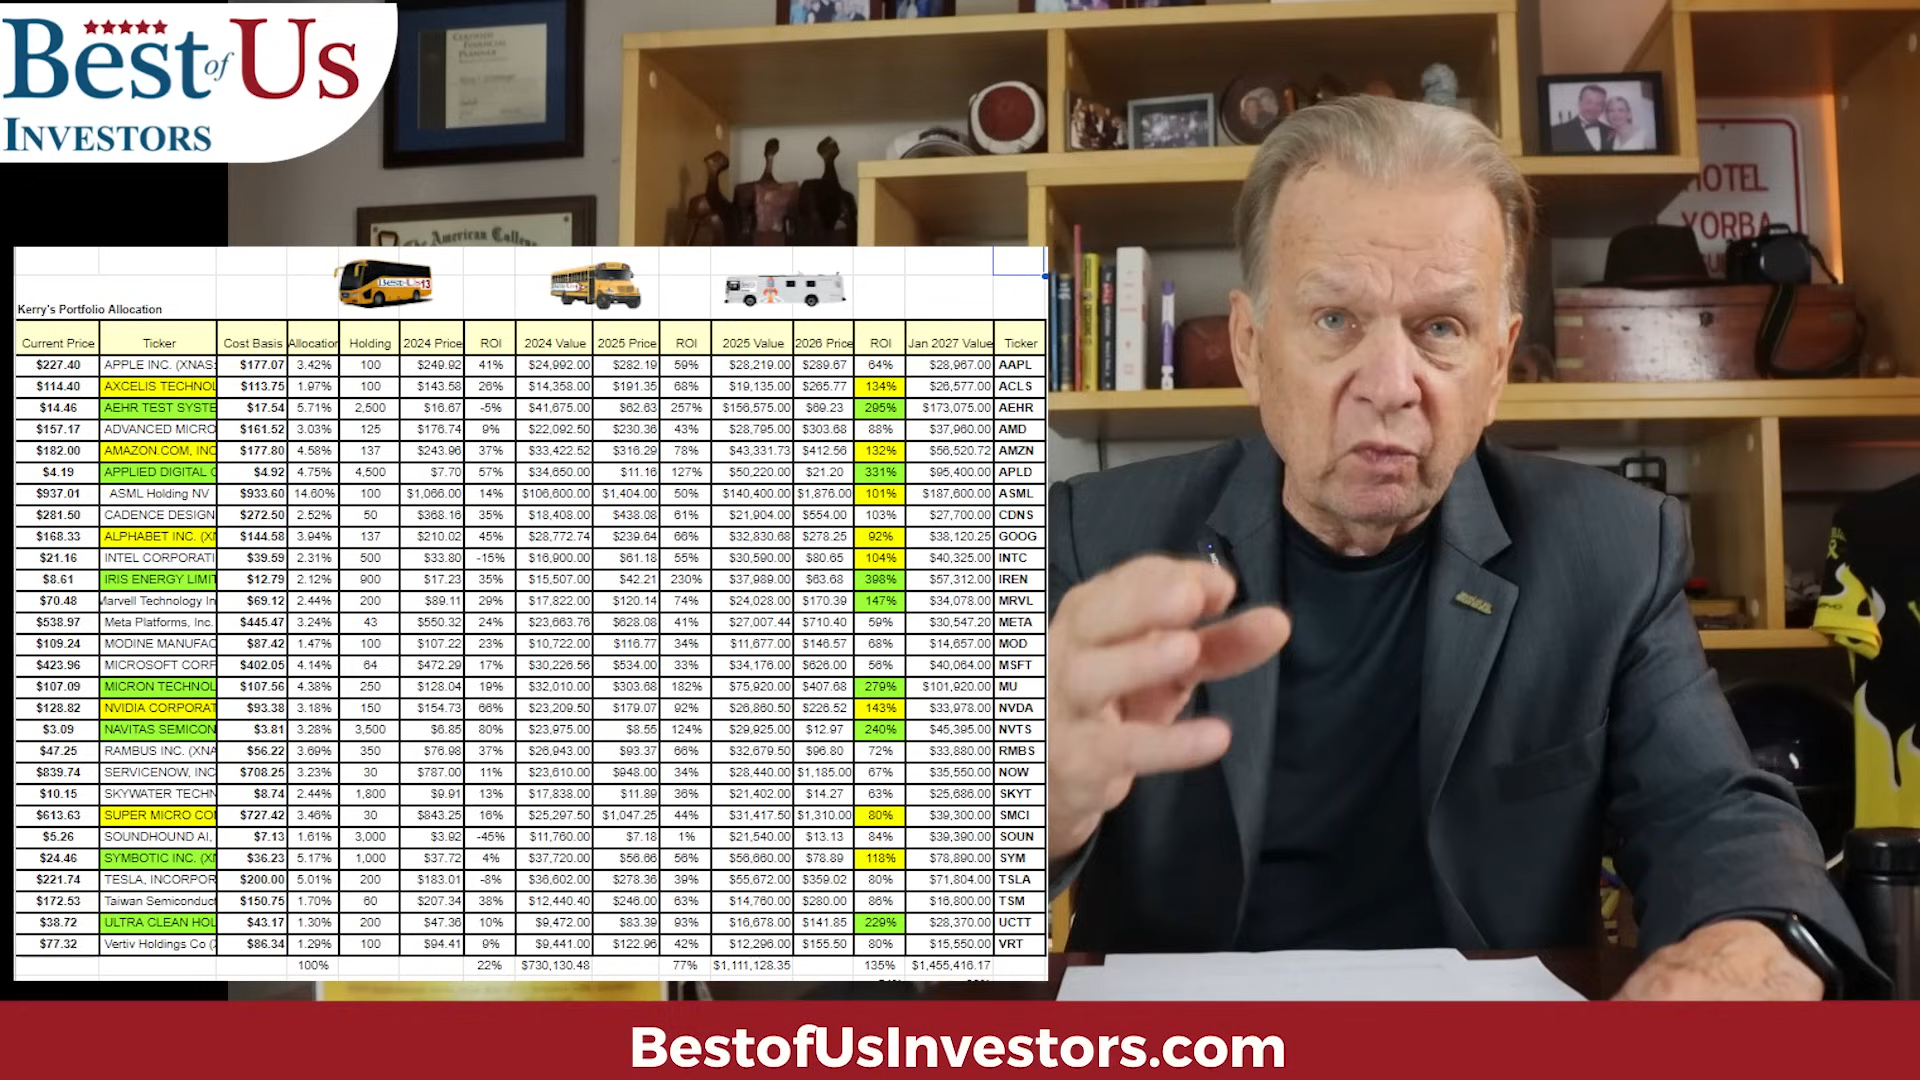 Best of Us
INVESTORS
CERTIFIED
FINANCIAL
PLANNER
The American College
HOTEL
YORBA
Best of Us 13
Kerry's Portfolio Allocation
Current Price Ticker Cost Basis Allocation Holding 2024 Price ROI 2024 Value 2025 Price ROI 2025 Value 2026 Price ROI Jan 2027 Value Ticker
$227.40 APPLE INC. (XNAS: $177.07 3.42% 100 $249.92 41% $24,992.00 $282.19 59% $28,219.00 $289.67 64% $28,967.00 AAPL
$114.40 AXCELIS TECHNOL $113.75 1.97% 100 $143.58 26% $14,358.00 $191.35 68% $19,135.00 $265.77 134% $26,577.00 ACLS
$14.46 AEHR TEST SYSTE $17.54 5.71% 2,500 $16.67 -5% $41,675.00 $62.63 257% $156,575.00 $69.23 295% $173,075.00 AEHR
$157.17 ADVANCED MICRO $161.52 3.03% 125 $176.74 9% $22,092.50 $230.36 43% $28,795.00 $303.68 88% $37,960.00 AMD
$182.00 AMAZON.COM, INC $177.80 4.58% 137 $243.96 37% $33,422.52 $316.29 78% $43,331.73 $412.56 132% $56,520.72 AMZN
$4.19 APPLIED DIGITAL C $4.92 4.75% 4,500 $7.70 57% $34,650.00 $11.16 127% $50,220.00 $21.20 331% $95,400.00 APLD
$937.01 ASML Holding NV $933.60 14.60% 100 $1,066.00 14% $106,600.00 $1,404.00 50% $140,400.00 $1,876.00 101% $187,600.00 ASML
$281.50 CADENCE DESIGN $272.50 2.52% 50 $368.16 35% $18,408.00 $438.08 61% $21,904.00 $554.00 103% $27,700.00 CDNS
$168.33 ALPHABET INC. (XN $144.58 3.94% 137 $210.02 45% $28,772.74 $239.64 66% $32,830.68 $278.25 92% $38,120.25 GOOG
$21.16 INTEL CORPORATI $39.59 2.31% 500 $33.80 -15% $16,900.00 $61.18 55% $30,590.00 $80.65 104% $40,325.00 INTC
$8.61 IRIS ENERGY LIMIT $12.79 2.12% 900 $17.23 35% $15,507.00 $42.21 230% $37,989.00 $63.68 398% $57,312.00 IREN
$70.48 Marvell Technology In $69.12 2.44% 200 $89.11 29% $17,822.00 $120.14 74% $24,028.00 $170.39 147% $34,078.00 MRVL
$538.97 Meta Platforms, Inc. $445.47 3.24% 43 $550.32 24% $23,663.76 $628.08 41% $27,007.44 $710.40 59% $30,547.20 META
$109.24 MODINE MANUFAC $87.42 1.47% 100 $107.22 23% $10,722.00 $116.77 34% $11,677.00 $146.57 68% $14,657.00 MOD
$423.96 MICROSOFT CORP $402.05 4.14% 64 $472.29 17% $30,226.56 $534.00 33% $34,176.00 $626.00 56% $40,064.00 MSFT
$107.09 MICRON TECHNOL $107.56 4.38% 250 $128.04 19% $32,010.00 $303.68 182% $75,920.00 $407.68 279% $101,920.00 MU
$128.82 NVIDIA CORPORAT $93.38 3.18% 150 $154.73 66% $23,209.50 $179.07 92% $26,860.50 $226.52 143% $33,978.00 NVDA
$3.09 NAVITAS SEMICON $3.81 3.28% 3,500 $6.85 80% $23,975.00 $8.55 124% $29,925.00 $12.97 240% $45,395.00 NVTS
$47.25 RAMBUS INC. (XNA $56.22 3.69% 350 $76.98 37% $26,943.00 $93.37 66% $32,679.50 $96.80 72% $33,880.00 RMBS
$839.74 SERVICENOW, INC $708.25 3.23% 30 $787.00 11% $23,610.00 $948.00 34% $28,440.00 $1,185.00 67% $35,550.00 NOW
$10.15 SKYWATER TECHN $8.74 2.44% 1,800 $9.91 13% $17,838.00 $11.89 36% $21,402.00 $14.27 63% $25,686.00 SKYT
$613.63 SUPER MICRO COM $727.42 3.46% 30 $843.25 16% $25,297.50 $1,047.25 44% $31,417.50 $1,310.00 80% $39,300.00 SMCI
$5.26 SOUNDHOUND AI, $7.13 1.61% 3,000 $3.92 -45% $11,760.00 $7.18 1% $21,540.00 $13.13 84% $39,390.00 SOUN
$24.46 SYMBOTIC INC. (XN $36.23 5.17% 1,000 $37.72 4% $37,720.00 $56.66 56% $56,660.00 $78.89 118% $78,890.00 SYM
$221.74 TESLA, INCORPOR $200.00 5.01% 200 $183.01 -8% $36,602.00 $278.36 39% $55,672.00 $359.02 80% $71,804.00 TSLA
$172.53 Taiwan Semiconduct $150.75 1.70% 60 $207.34 38% $12,440.40 $246.00 63% $14,760.00 $280.00 86% $16,800.00 TSM
$38.72 ULTRA CLEAN HOL $43.17 1.30% 200 $47.36 10% $9,472.00 $83.39 93% $16,678.00 $141.85 229% $28,370.00 UCTT
$77.32 Vertiv Holdings Co ( $86.34 1.29% 100 $94.41 9% $9,441.00 $122.96 42% $12,296.00 $155.50 80% $15,550.00 VRT
100% 22% $730,130.48 77% $1,111,128.35 135% $1,455,416.17
BestofUsInvestors.com